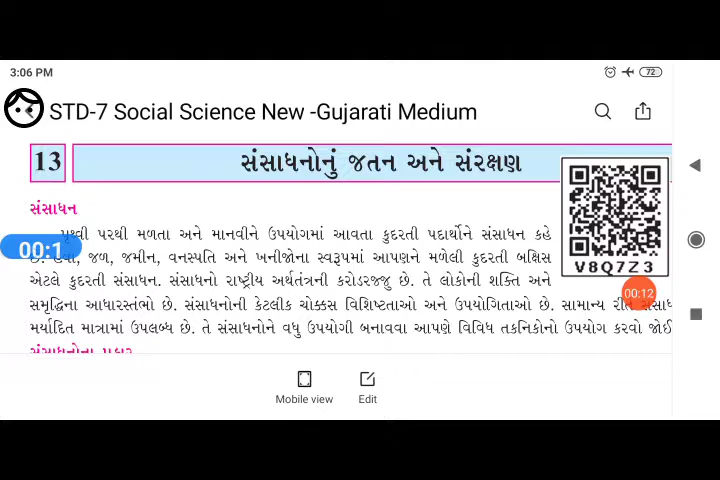 3:06 PM
72
STD-7 Social Science New -Gujarati Medium
13 સંસાધનોનું જતન અને સંરક્ષણ
સંસાધન
પૃથ્વી પરથી મળતા અને માનવીને ઉપયોગમાં આવતા કુદરતી પદાર્થોને સંસાધન કહે
00:1
જળ, જમીન, વનસ્પતિ અને ખનીજોના સ્વરૂપમાં આપણને મળેલી કુદરતી બક્ષિસ
V8Q7Z3
એટલે કુદરતી સંસાધન. સંસાધનો રાષ્ટ્રીય અર્થતંત્રની કરોડરજ્જુ છે. તે લોકોની શક્તિ અને
00:12
સમૃદ્ધિના આધારસ્તંભો છે. સંસાધનોની કેટલીક ચોક્કસ વિશિષ્ટતાઓ અને ઉપયોગિતાઓ છે. સામાન્ય રીતે
મર્યાદિત માત્રામાં ઉપલબ્ધ છે. તે સંસાધનોને વધુ ઉપયોગી બનાવવા આપણે વિવિધ તકનિકોનો ઉપયોગ કરવો
Mobile view
Edit